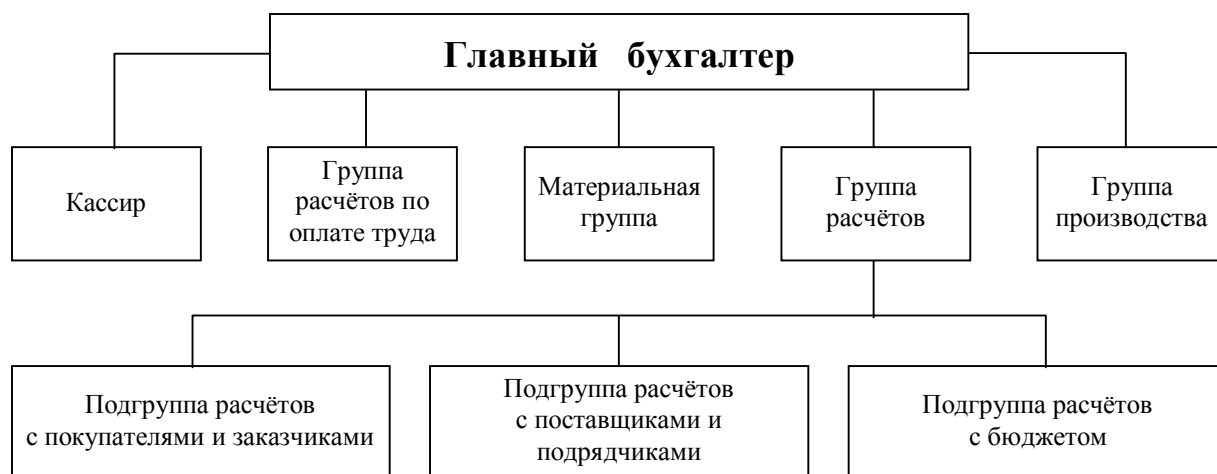 Главный бухгалтер
Кассир
Группа
расчётов по
оплате труда
Материальная
группа
Группа
расчётов
Группа
производства
Подгруппа расчётов
с покупателями и заказчиками
Подгруппа расчётов
с поставщиками и
подрядчиками
Подгруппа расчётов
с бюджетом